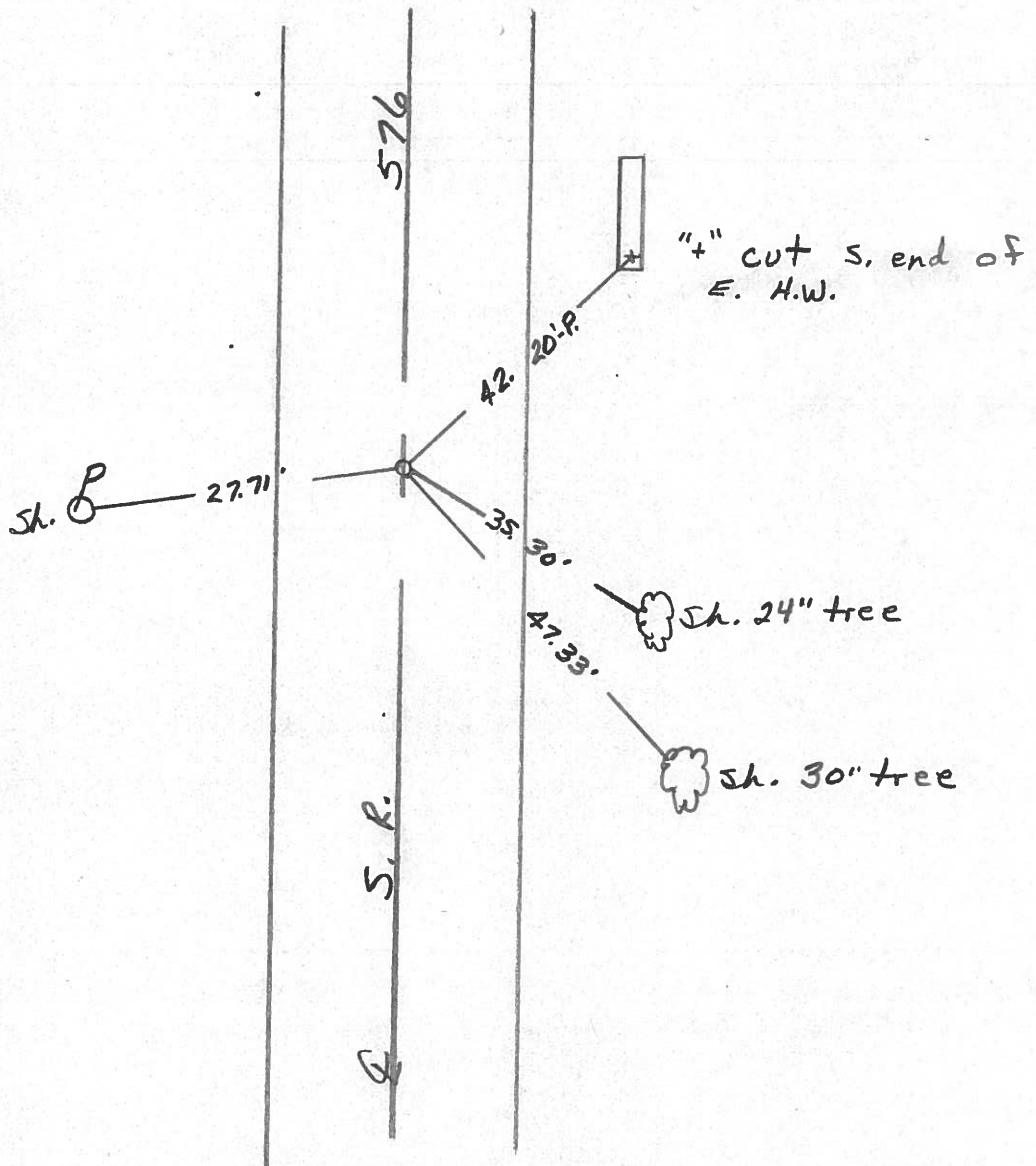 576
"+" cut S. end of
E. H.W.
42.20' P.
P
Sh.
27.71'
35.30.
Sh. 24" tree
47.33.
Sh. 30" tree
S. R.
℄